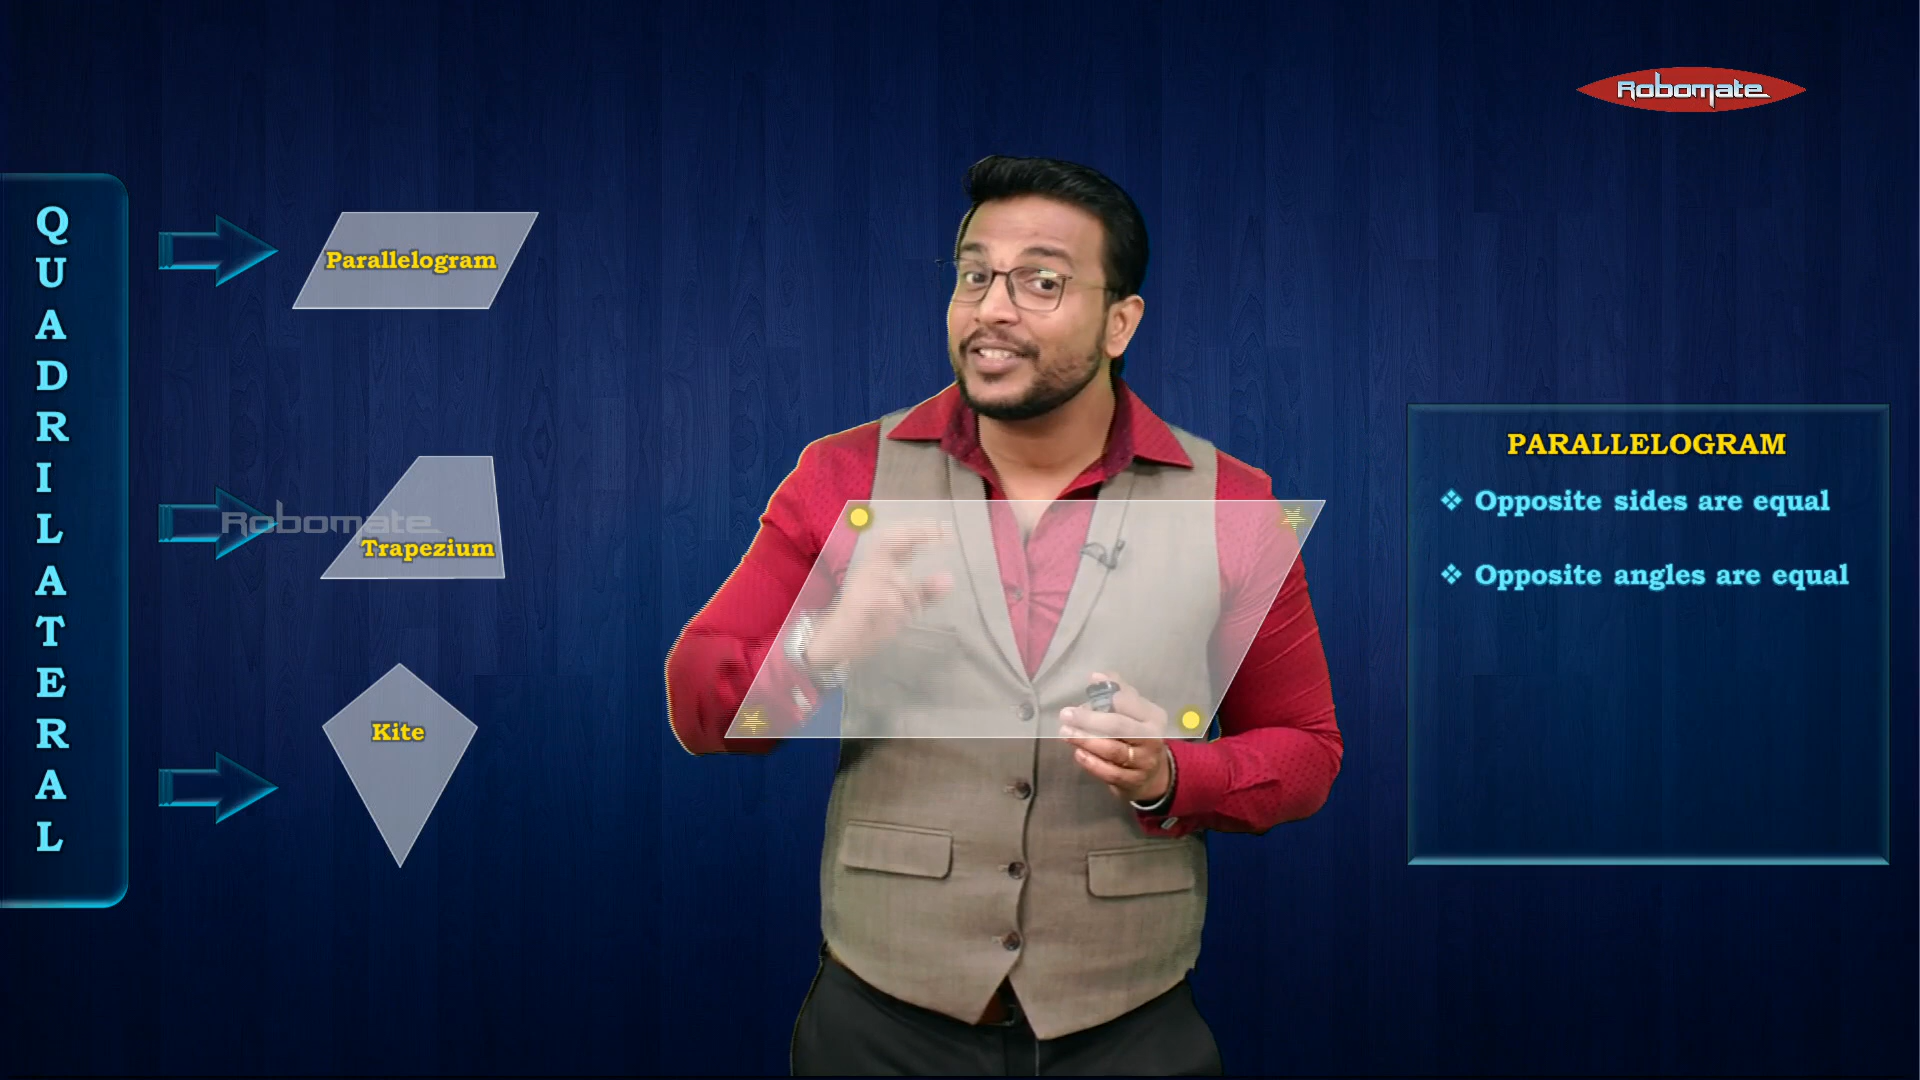 Robomate
QUADRILATERAL
Parallelogram
Robomate
Trapezium
Kite
PARALLELOGRAM
❖ Opposite sides are equal
❖ Opposite angles are equal